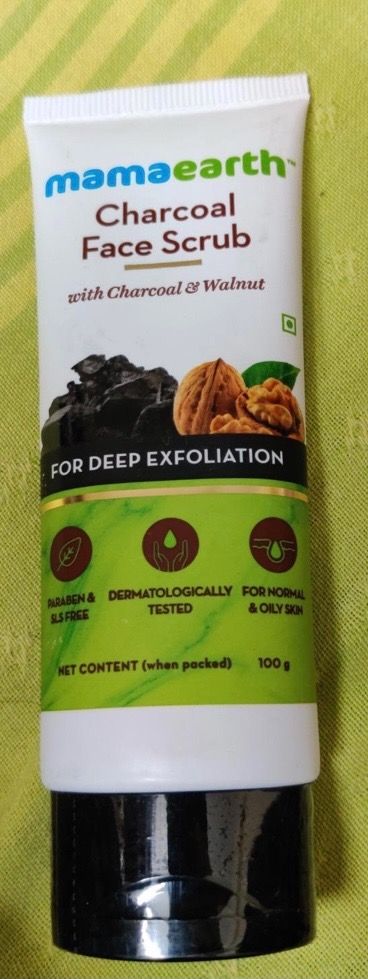 mamaearth™
Charcoal
Face Scrub
with Charcoal & Walnut
FOR DEEP EXFOLIATION
PARABEN &
SLS FREE
DERMATOLOGICALLY
TESTED
FOR NORMAL
& OILY SKIN
NET CONTENT (when packed) 100 g